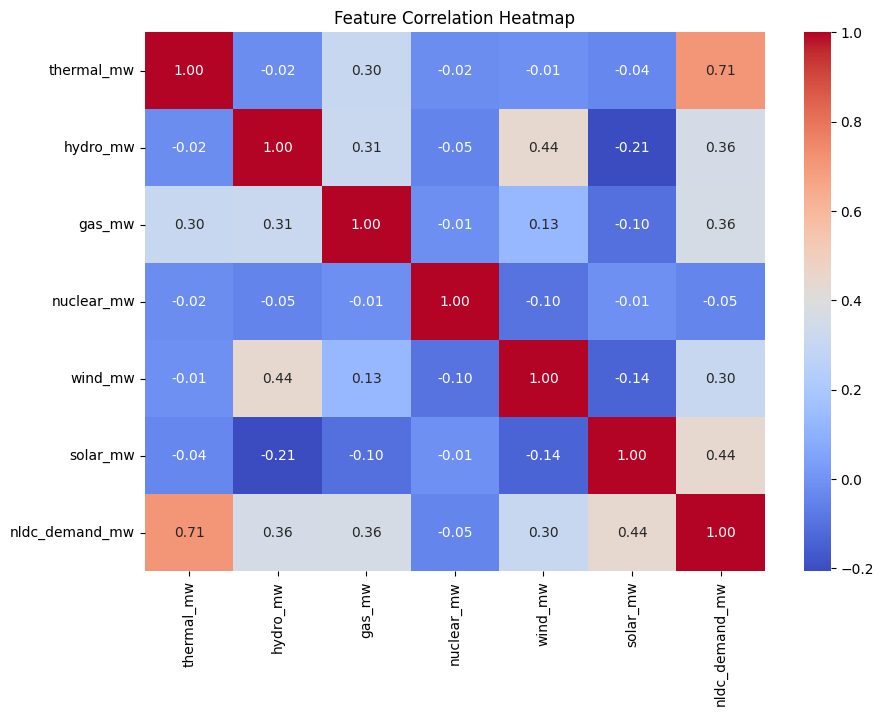 Feature Correlation Heatmap
thermal_mw 1.00 -0.02 0.30 -0.02 -0.01 -0.04 0.71
hydro_mw -0.02 1.00 0.31 -0.05 0.44 -0.21 0.36
gas_mw 0.30 0.31 1.00 -0.01 0.13 -0.10 0.36
nuclear_mw -0.02 -0.05 -0.01 1.00 -0.10 -0.01 -0.05
wind_mw -0.01 0.44 0.13 -0.10 1.00 -0.14 0.30
solar_mw -0.04 -0.21 -0.10 -0.01 -0.14 1.00 0.44
nldc_demand_mw 0.71 0.36 0.36 -0.05 0.30 0.44 1.00
thermal_mw
hydro_mw
gas_mw
nuclear_mw
wind_mw
solar_mw
nldc_demand_mw
1.0
0.8
0.6
0.4
0.2
0.0
−0.2